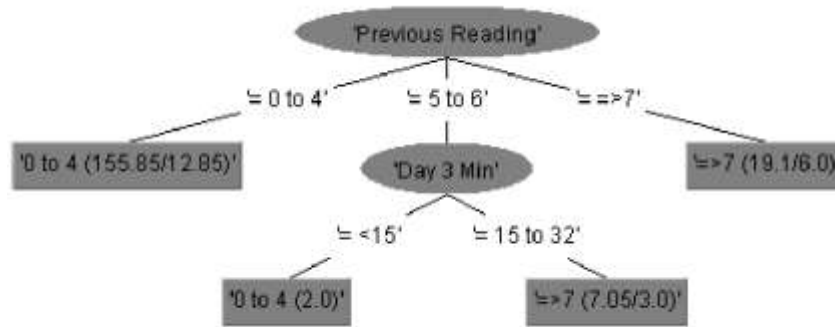 'Previous Reading'
'= 0 to 4' '= 5 to 6' '= =>7'
'0 to 4 (155.85/12.85)' 'Day 3 Min' '=>7 (19.1/6.0)
'= <15' '= 15 to 32'
'0 to 4 (2.0)' '=>7 (7.05/3.0)'